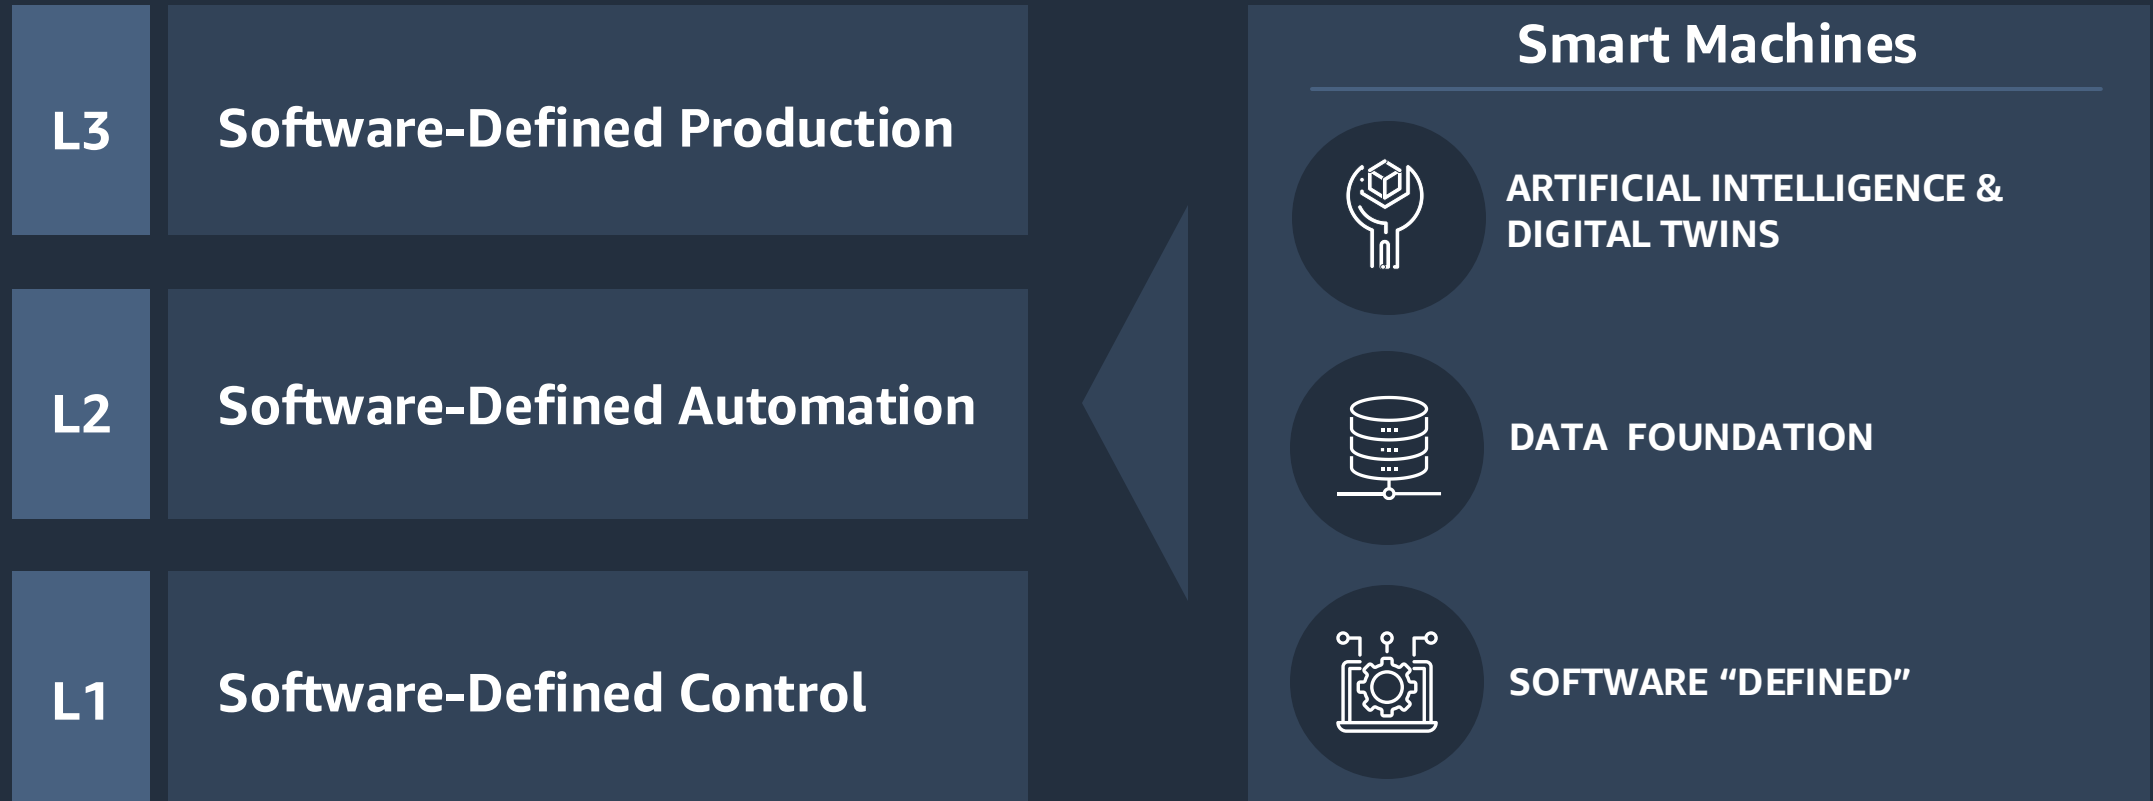 L3
Software-Defined Production
L2
Software-Defined Automation
L1
Software-Defined Control
Smart Machines
ARTIFICIAL INTELLIGENCE &
DIGITAL TWINS
DATA  FOUNDATION
SOFTWARE “DEFINED”